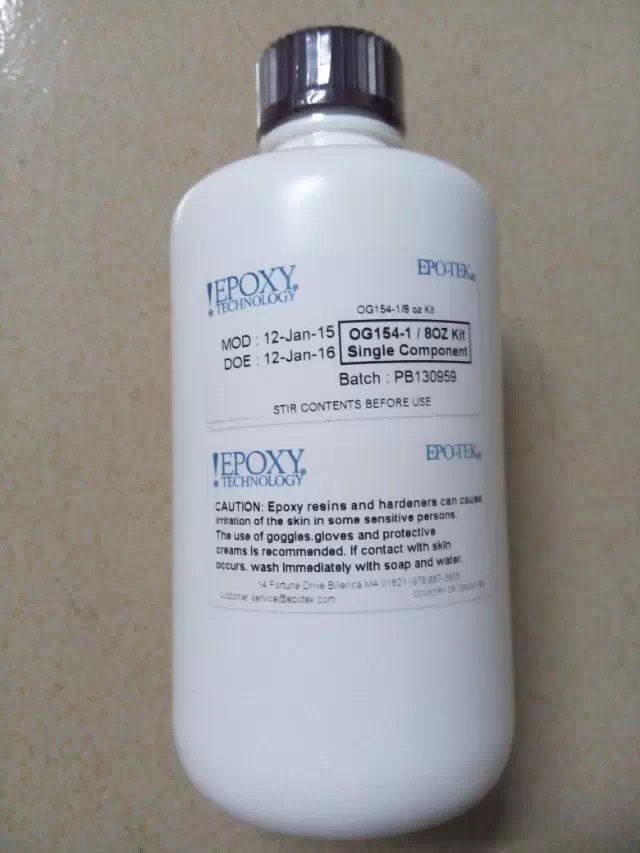 EPOXY
TECHNOLOGY®
EPO-TEK
OG154-1/8 oz Kit
MOD : 12-Jan-15
OG154-1 / 8OZ Kit
DOE : 12-Jan-16
Single Component
Batch : PB130959
STIR CONTENTS BEFORE USE
EPOXY
TECHNOLOGY®
EPO-TEK
CAUTION: Epoxy resins and hardeners can cause
irritation of the skin in some sensitive persons.
The use of goggles.gloves and protective
creams is recommended. If contact with skin
occurs. wash immediately with soap and water.
14 Fortune Drive Billerica MA 01821
customer.service@epotek.com
COUNTRY OF